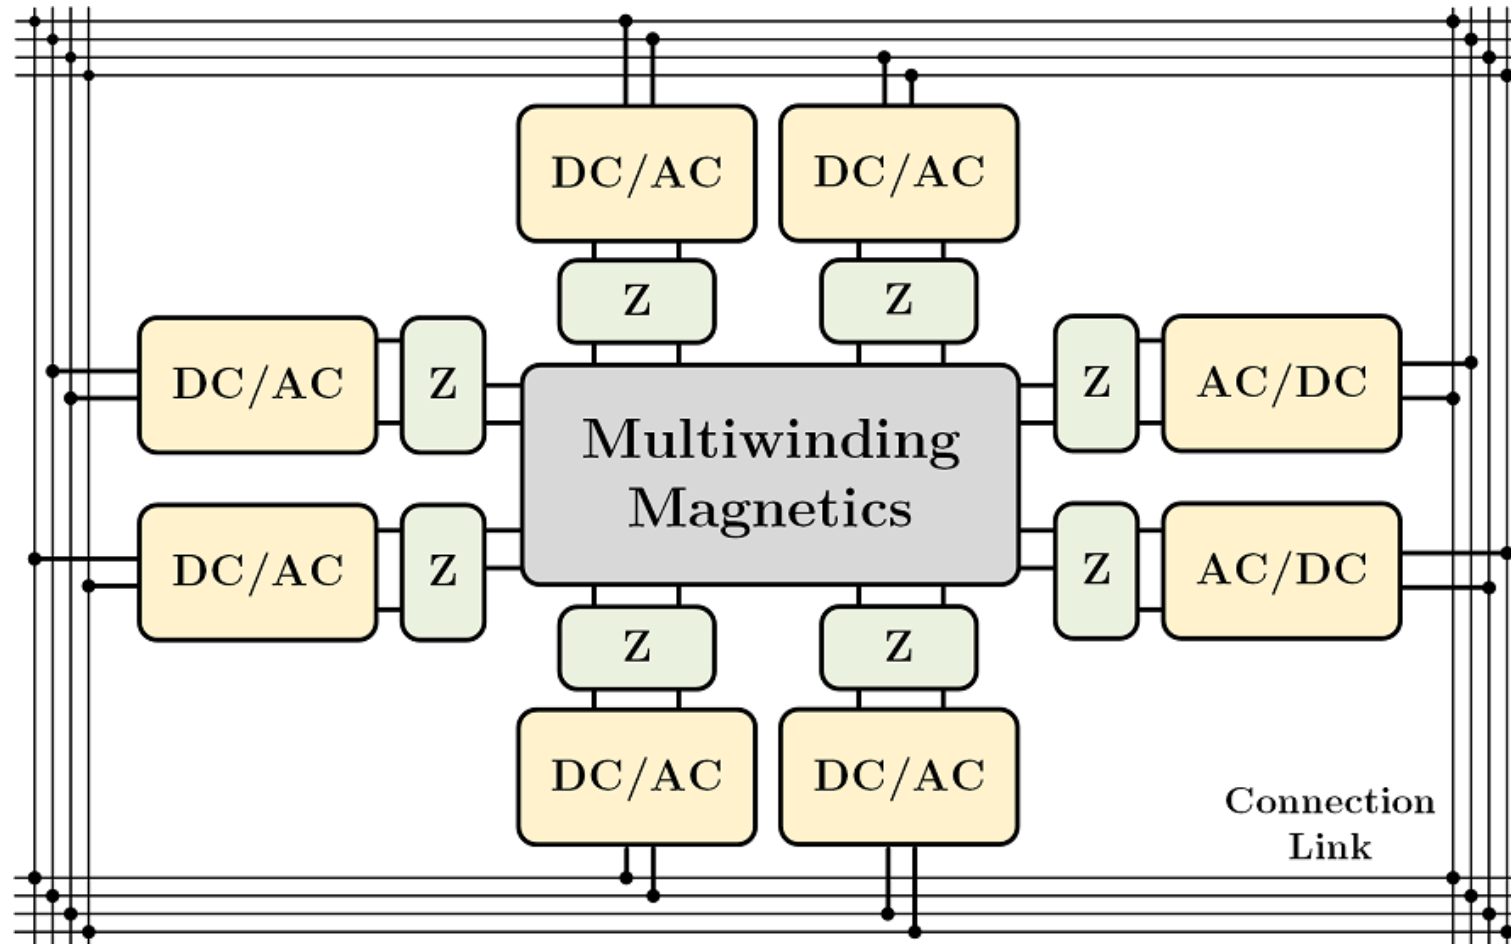 DC/AC
DC/AC
Z
Z
DC/AC
Z
Z
AC/DC
Multiwinding
Magnetics
DC/AC
Z
Z
AC/DC
Z
Z
DC/AC
DC/AC
Connection
Link